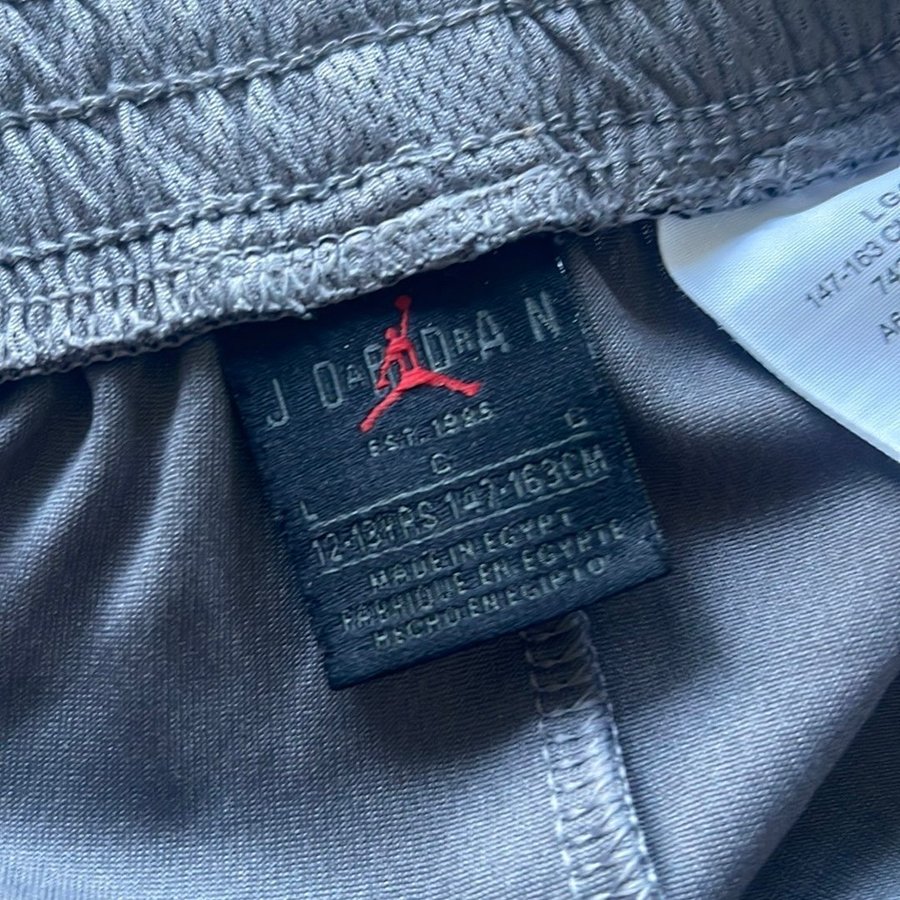 JORDAN
EST. 1985
L G C
12-13YRS 147-163CM
MADE IN EGYPT
FABRIQUE EN EGYPTE
HECHO EN EGIPTO
147-163